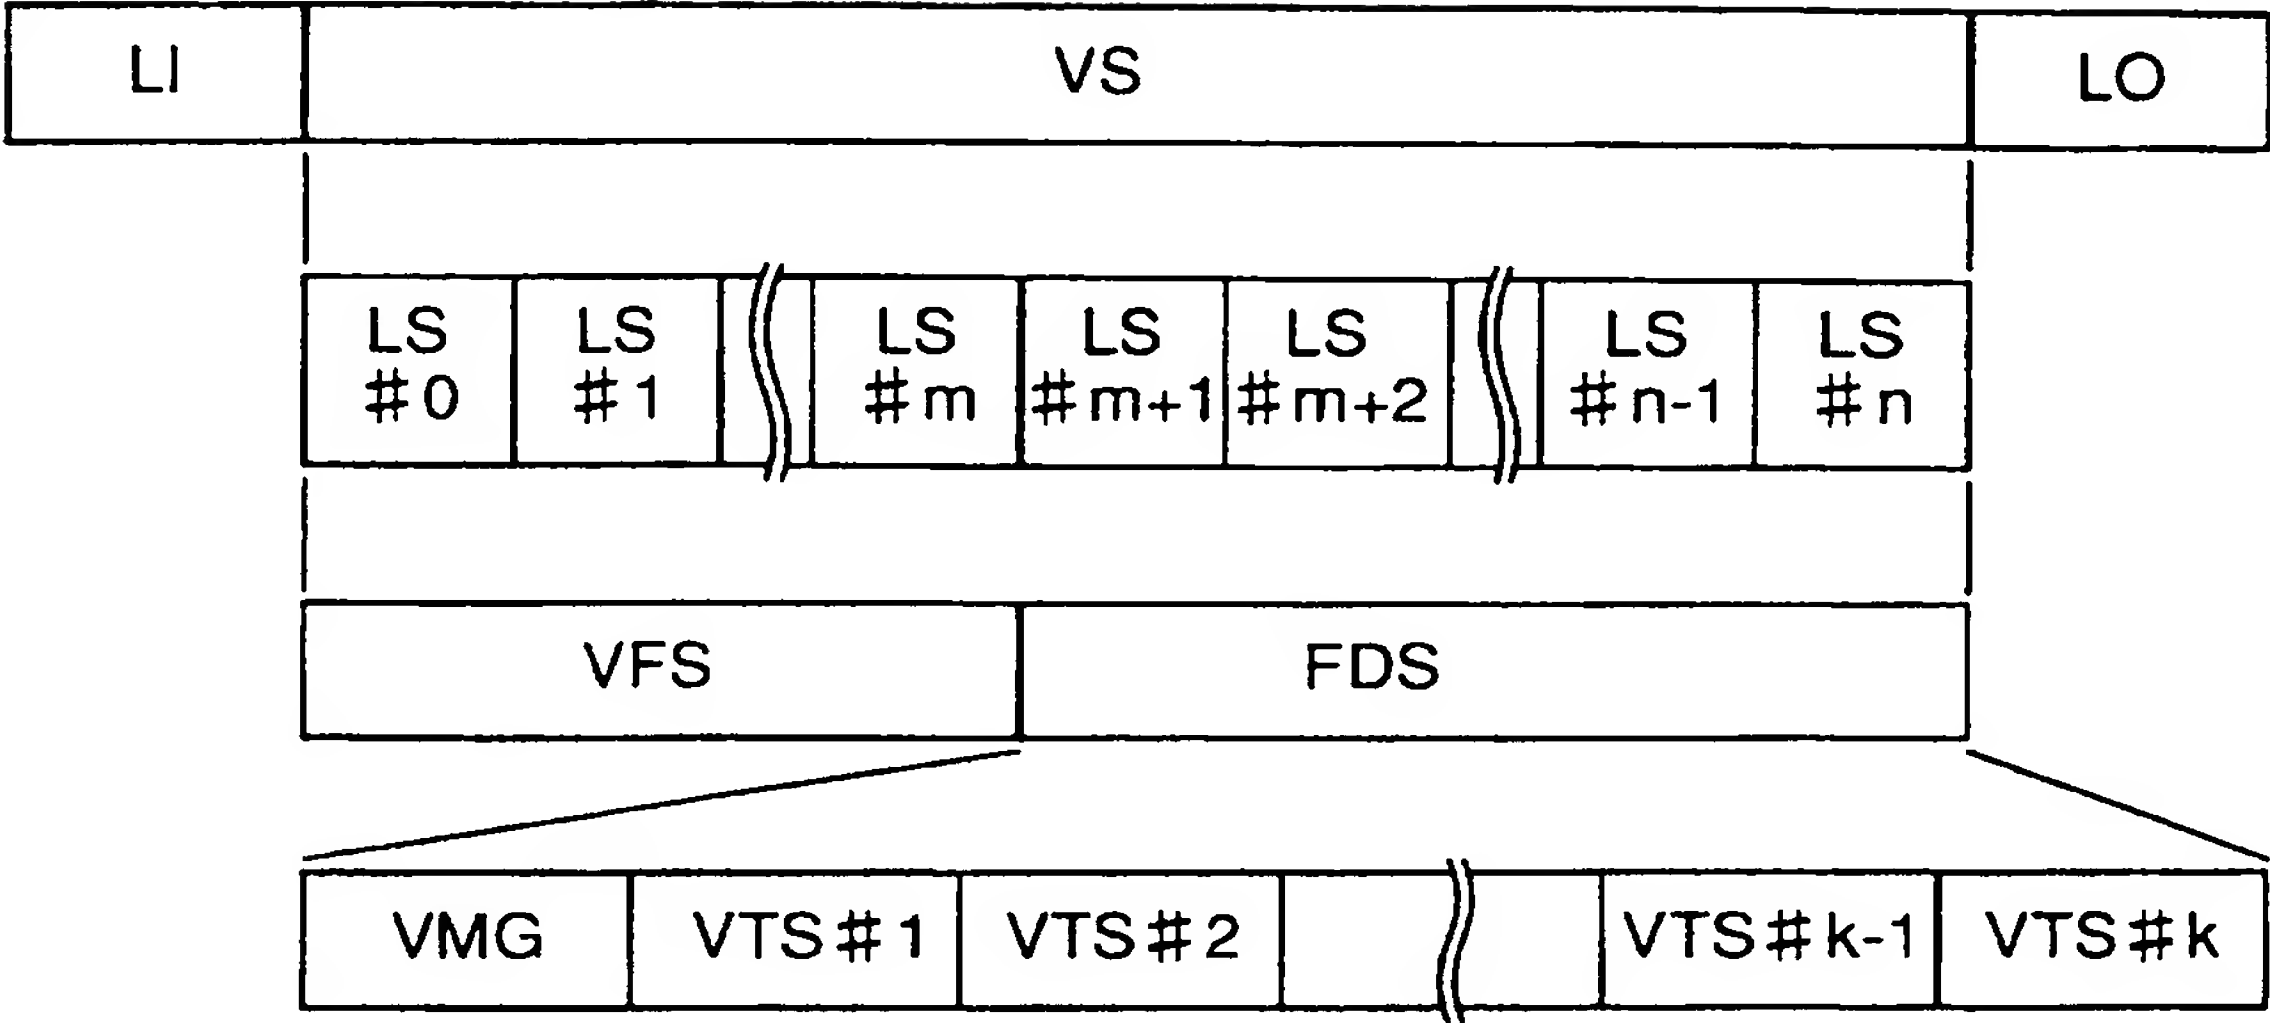 LI VS LO
LS LS LS LS LS LS LS
#0 #1 #m #m+1 #m+2 #n-1 #n
VFS FDS
VMG VTS#1 VTS#2 VTS#k-1 VTS#k